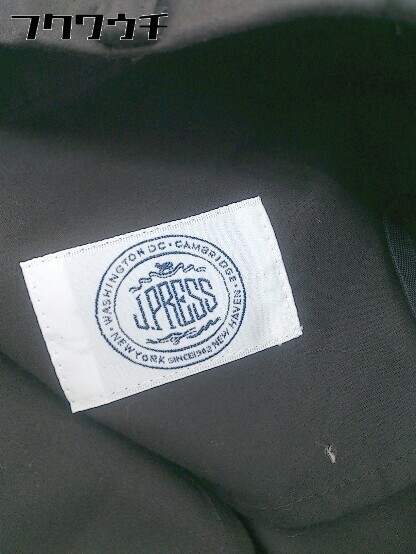 フクワウチ
WASHINGTON DC · CAMBRIDGE ·
J.PRESS
· NEW YORK SINCE1902 NEW HAVEN ·